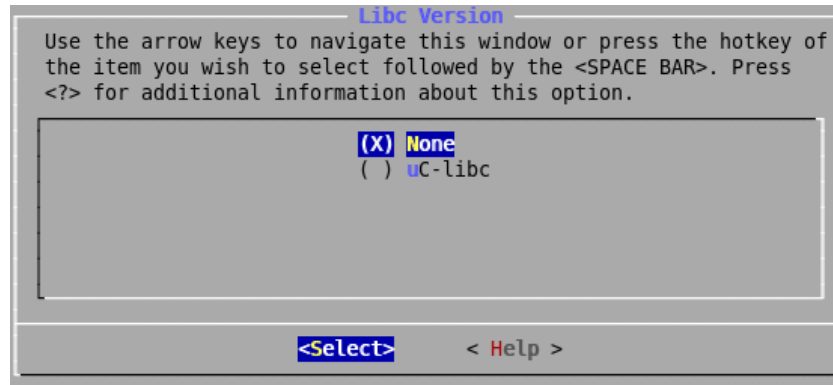 Libc Version
Use the arrow keys to navigate this window or press the hotkey of
the item you wish to select followed by the <SPACE BAR>. Press
<?> for additional information about this option.
(X) None
( ) uC-libc
<Select> < Help >